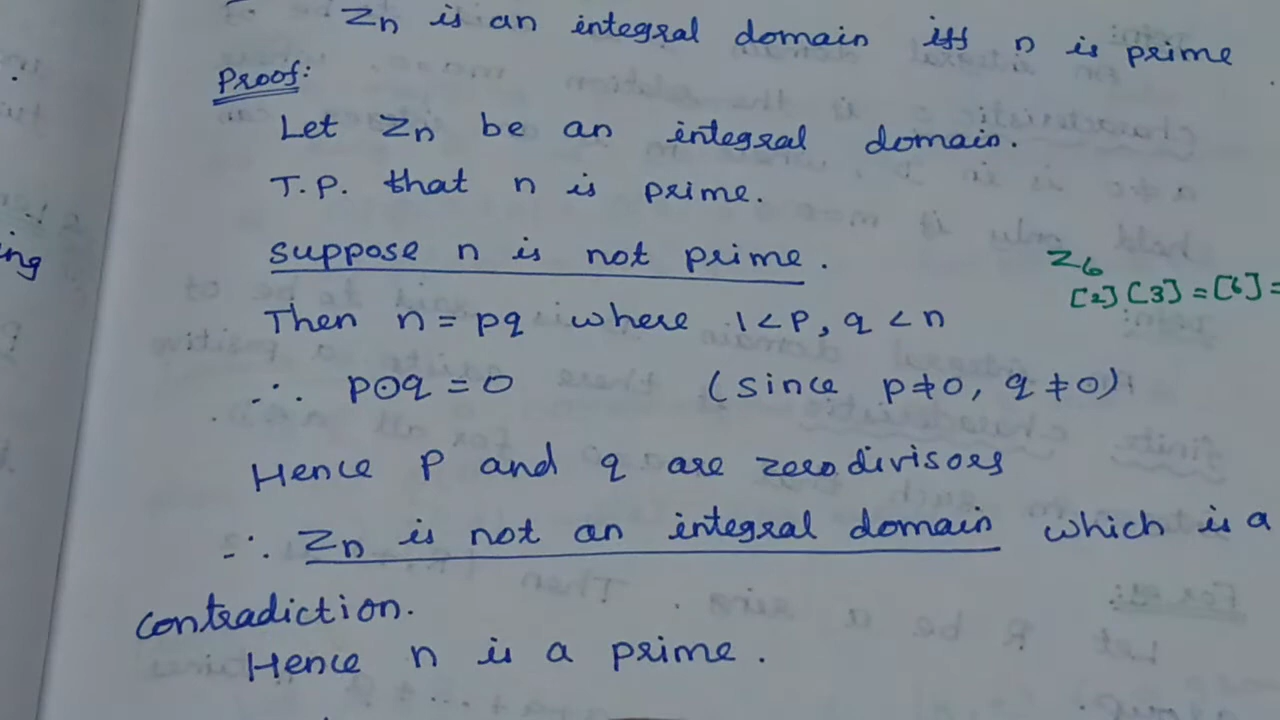 Zn is an integral domain iff n is prime
Proof:
Let Zn be an integral domain.
T.P. that n is prime.
ing
suppose n is not prime.
Z6
[2] [3] = [6] =
Then n = pq where 1 < p, q < n
∴ p⊙q = 0 (since p ≠ 0, q ≠ 0)
Hence p and q are zero divisors
∴ Zn is not an integral domain which is a
contradiction.
Hence n is a prime.